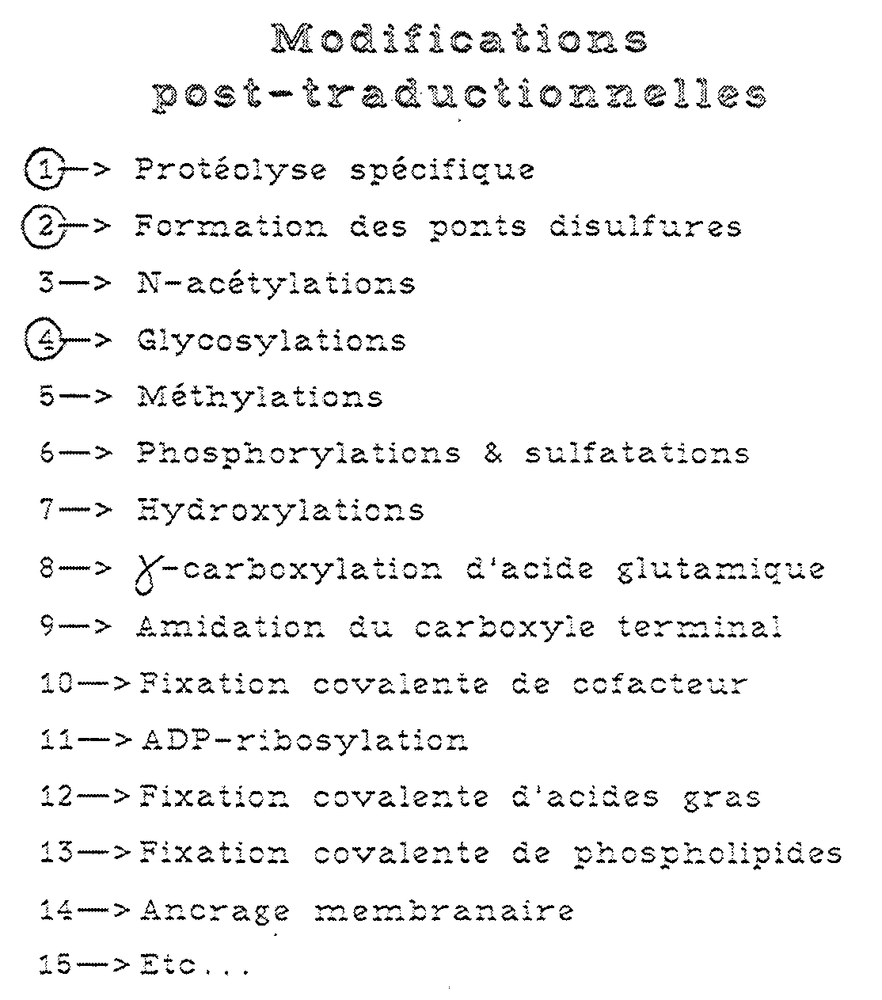 Modifications
post-traductionnelles
1—> Protéolyse spécifique
2—> Formation des ponts disulfures
3—> N-acétylations
4—> Glycosylations
5—> Méthylations
6—> Phosphorylations & sulfatations
7—> Hydroxylations
8—> γ-carboxylation d'acide glutamique
9—> Amidation du carboxyle terminal
10—> Fixation covalente de cofacteur
11—> ADP-ribosylation
12—> Fixation covalente d'acides gras
13—> Fixation covalente de phospholipides
14—> Ancrage membranaire
15—> Etc...